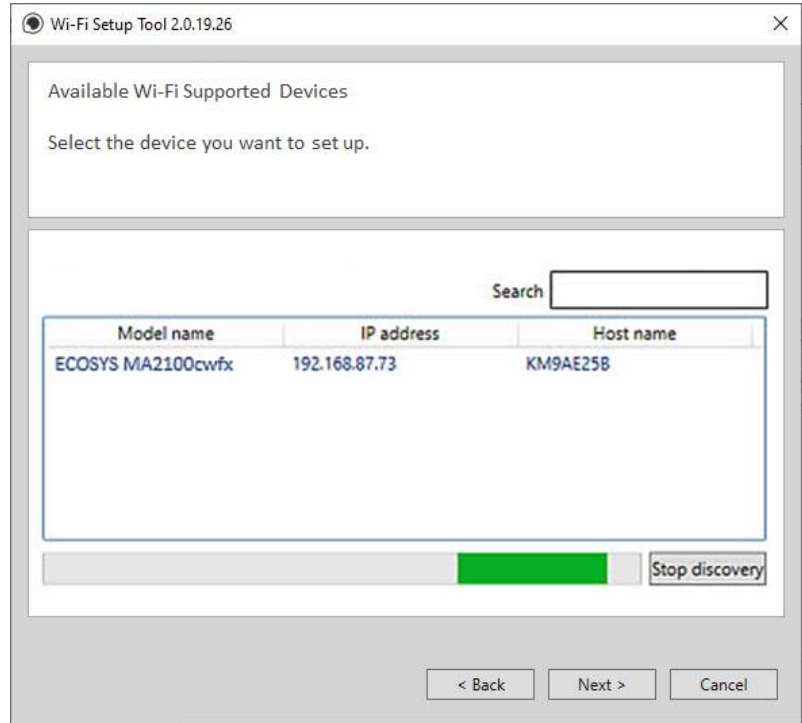 Wi-Fi Setup Tool 2.0.19.26
Available Wi-Fi Supported Devices
Select the device you want to set up.
Search
Model name IP address Host name
ECOSYS MA2100cwfx 192.168.87.73 KM9AE25B
Stop discovery
< Back Next > Cancel